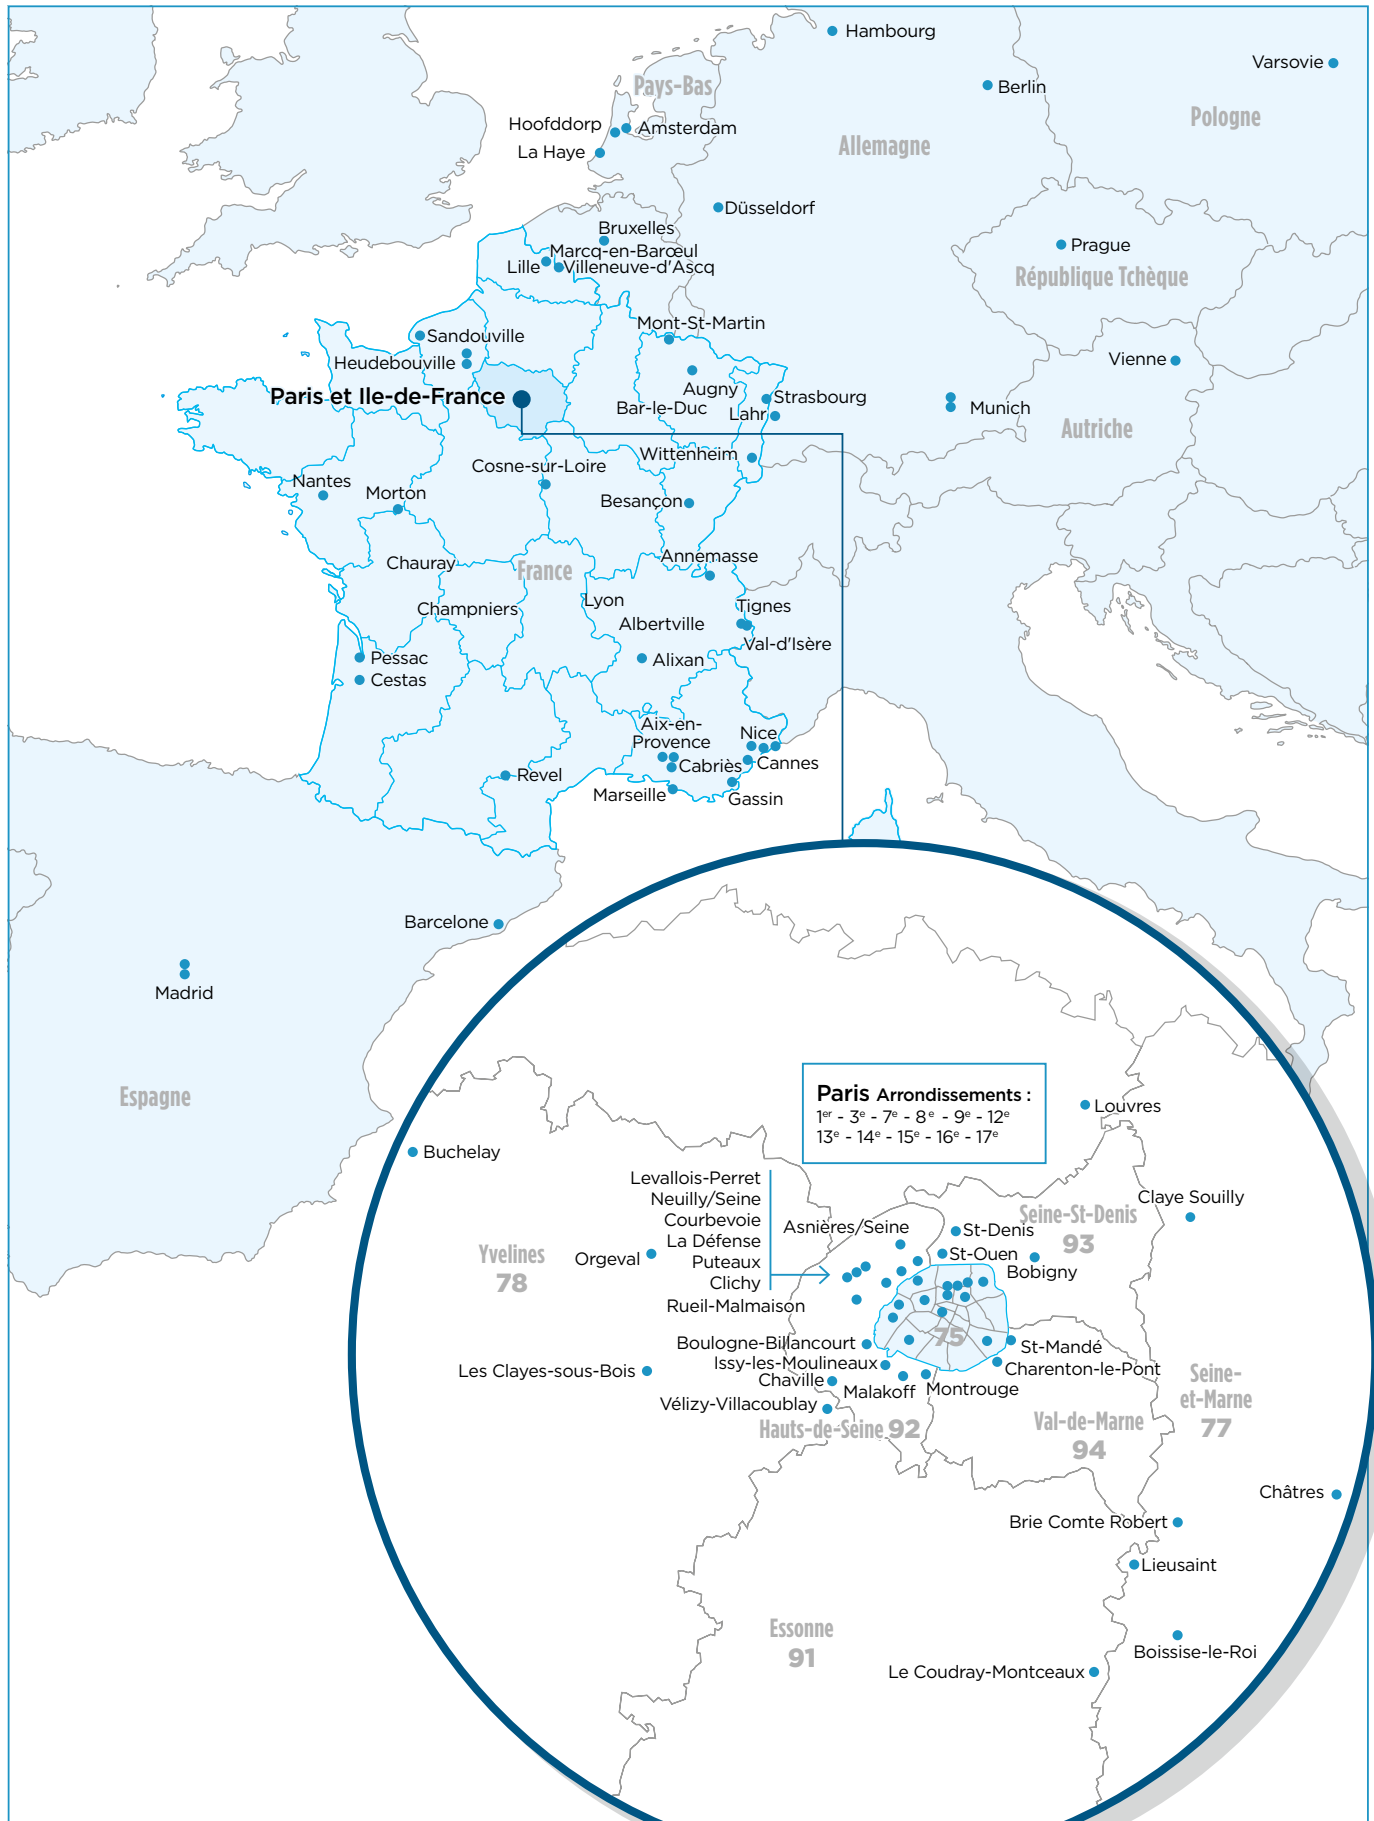 Hambourg
Varsovie
Pays-Bas
Berlin
Pologne
Hoofddorp
Amsterdam
Allemagne
La Haye
Düsseldorf
Bruxelles
Marcq-en-Barœul
Lille
Villeneuve-d'Ascq
Prague
République Tchèque
Mont-St-Martin
Sandouville
Heudebouville
Vienne
Augny
Paris et Ile-de-France
Strasbourg
Bar-le-Duc
Lahr
Munich
Autriche
Wittenheim
Cosne-sur-Loire
Nantes
Morton
Besançon
Annemasse
Chauray
France
Lyon
Tignes
Champniers
Albertville
Val-d'Isère
Pessac
Alixan
Cestas
Aix-en-
Provence
Nice
Cabriès
Cannes
Revel
Marseille
Gassin
Barcelone
Madrid
Espagne
Paris Arrondissements :
1er - 3e - 7e - 8e - 9e - 12e
13e - 14e - 15e - 16e - 17e
Louvres
Buchelay
Levallois-Perret
Neuilly/Seine
Courbevoie
La Défense
Puteaux
Clichy
Claye Souilly
Asnières/Seine
Seine-St-Denis
93
St-Denis
Yvelines
78
Orgeval
St-Ouen
Bobigny
Rueil-Malmaison
75
Boulogne-Billancourt
St-Mandé
Issy-les-Moulineaux
Charenton-le-Pont
Les Clayes-sous-Bois
Chaville
Malakoff
Montrouge
Seine-
et-Marne
77
Vélizy-Villacoublay
Hauts-de-Seine 92
Val-de-Marne
94
Châtres
Brie Comte Robert
Lieusaint
Essonne
91
Boissise-le-Roi
Le Coudray-Montceaux